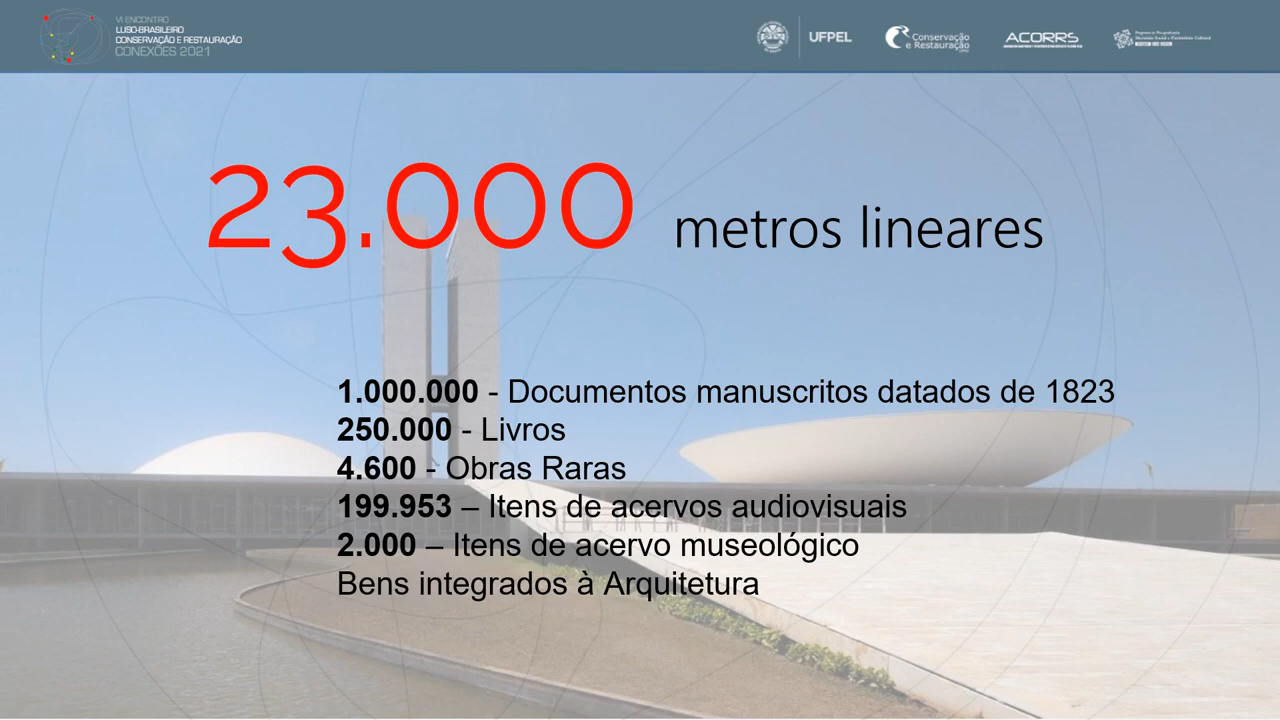 VI ENCONTRO
LUSO-BRASILEIRO
CONSERVAÇÃO E RESTAURAÇÃO
CONEXÕES 2021
UFPEL
Conservação
e Restauração
ACORRS
23.000 metros lineares
1.000.000 - Documentos manuscritos datados de 1823
250.000 - Livros
4.600 - Obras Raras
199.953 – Itens de acervos audiovisuais
2.000 – Itens de acervo museológico
Bens integrados à Arquitetura